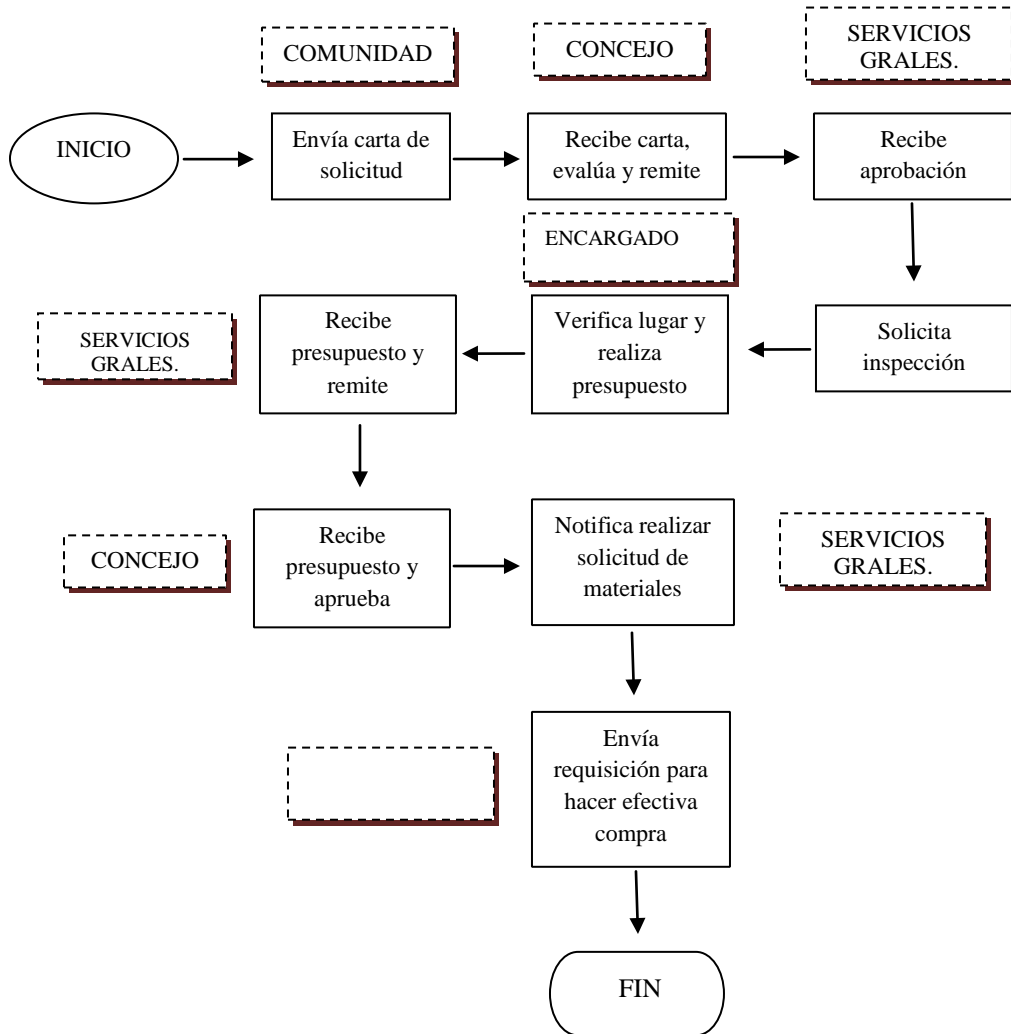 COMUNIDAD
CONCEJO
SERVICIOS
GRALES.
INICIO
Envía carta de
solicitud
Recibe carta,
evalúa y remite
Recibe
aprobación
ENCARGADO
SERVICIOS
GRALES.
Recibe
presupuesto y
remite
Verifica lugar y
realiza
presupuesto
Solicita
inspección
CONCEJO
Recibe
presupuesto y
aprueba
Notifica realizar
solicitud de
materiales
SERVICIOS
GRALES.
Envía
requisición para
hacer efectiva
compra
FIN